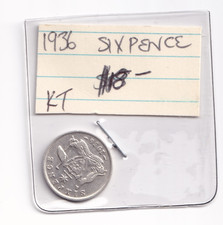 1936 SIXPENCE
$18 -
KT